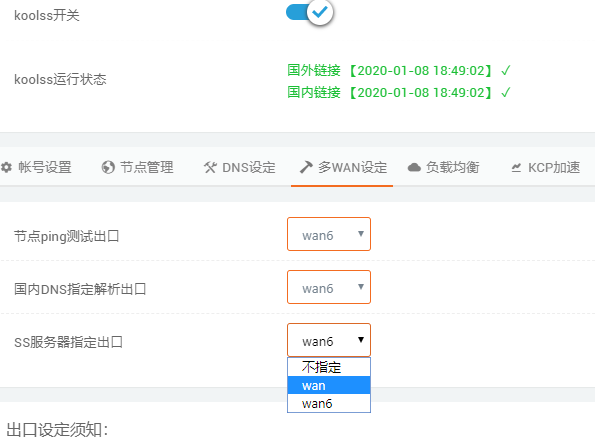 koolss开关
koolss运行状态
国外链接 【2020-01-08 18:49:02】 ✓
国内链接 【2020-01-08 18:49:02】 ✓
帐号设置 节点管理 DNS设定 多WAN设定 负载均衡 KCP加速
节点ping测试出口 wan6
国内DNS指定解析出口 wan6
SS服务器指定出口 wan6
不指定
wan
wan6
出口设定须知：